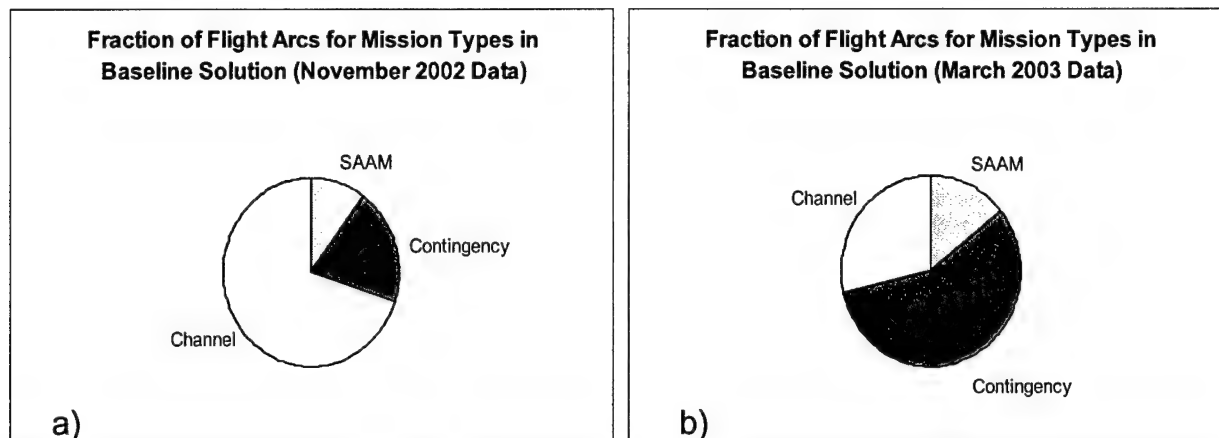 Fraction of Flight Arcs for Mission Types in
Baseline Solution (November 2002 Data)
SAAM
Contingency
Channel
a)
Fraction of Flight Arcs for Mission Types in
Baseline Solution (March 2003 Data)
SAAM
Channel
Contingency
b)